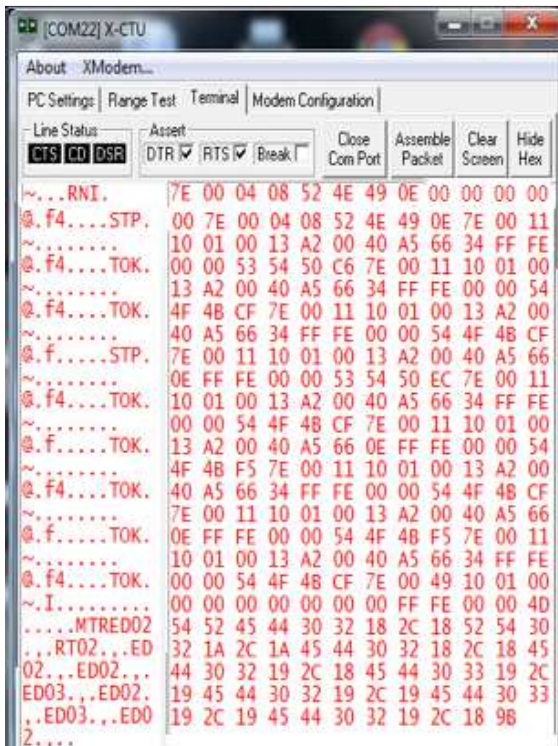 [COM22] X-CTU
About XModem...
PC Settings Range Test Terminal Modem Configuration
Line Status
CTS CD DSR
Assert
DTR RTS Break
Close Com Port
Assemble Packet
Clear Screen
Hide Hex
~...RNI. 7E 00 04 08 52 4E 49 0E 00 00 00 00
@.f4....STP. 00 7E 00 04 08 52 4E 49 0E 7E 00 11
~........ 10 01 00 13 A2 00 40 A5 66 34 FF FE
@.f4....TOK. 00 00 53 54 50 C6 7E 00 11 10 01 00
~........ 13 A2 00 40 A5 66 34 FF FE 00 00 54
@.f4....TOK. 4F 4B CF 7E 00 11 10 01 00 13 A2 00
~........ 40 A5 66 34 FF FE 00 00 54 4F 4B CF
@.f.....STP. 7E 00 11 10 01 00 13 A2 00 40 A5 66
~........ 0E FF FE 00 00 53 54 50 EC 7E 00 11
@.f4....TOK. 10 01 00 13 A2 00 40 A5 66 34 FF FE
~........ 00 00 54 4F 4B CF 7E 00 11 10 01 00
@.f.....TOK. 13 A2 00 40 A5 66 0E FF FE 00 00 54
~........ 4F 4B F5 7E 00 11 10 01 00 13 A2 00
@.f4....TOK. 40 A5 66 34 FF FE 00 00 54 4F 4B CF
~........ 7E 00 11 10 01 00 13 A2 00 40 A5 66
@.f.....TOK. 0E FF FE 00 00 54 4F 4B F5 7E 00 11
~........ 10 01 00 13 A2 00 40 A5 66 34 FF FE
@.f4....TOK. 00 00 54 4F 4B CF 7E 00 49 10 01 00
~.I......... 00 00 00 00 00 00 00 FF FE 00 00 4D
.....MTRED02 54 52 45 44 30 32 18 2C 18 52 54 30
.,.RT02.,.ED 32 1A 2C 1A 45 44 30 32 18 2C 18 45
02.,.ED02.,. 44 30 32 19 2C 18 45 44 30 33 19 2C
ED03.,.ED02. 19 45 44 30 32 19 2C 19 45 44 30 33
,.ED03.,.ED0 19 2C 19 45 44 30 32 19 2C 18 9B
2....